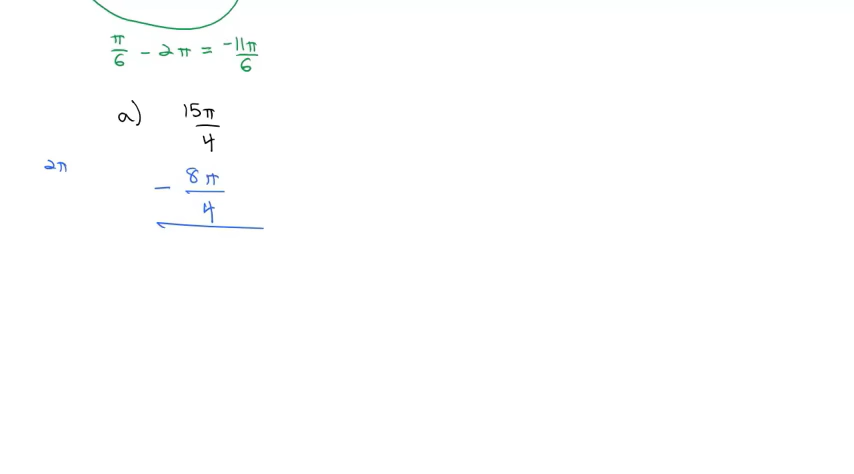 π/6 - 2π = -11π/6
a) 15π/4
2π - 8π/4